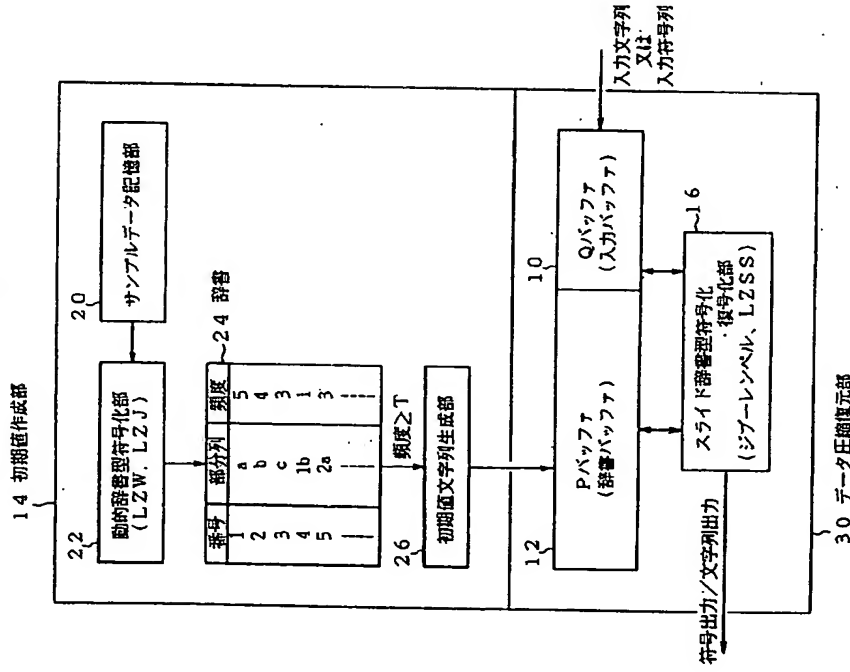 14 初期値作成部
20
サンプルデータ記憶部
22
動的辞書型符号化部
(LZW、LZJ)
24 辞書
番号 部分列 頻度
1 a 5
2 b 4
3 c 3
4 1b 1
5 2a 3
頻度≥T
26
初期値文字列生成部
入力文字列
又は
入力符号列
12
Pバッファ
(辞書バッファ)
10
Qバッファ
(入力バッファ)
16
スライド辞書型符号化
・復号化部
(ジブーレンペル、LZSS)
符号出力/文字列出力
30 データ圧縮復元部